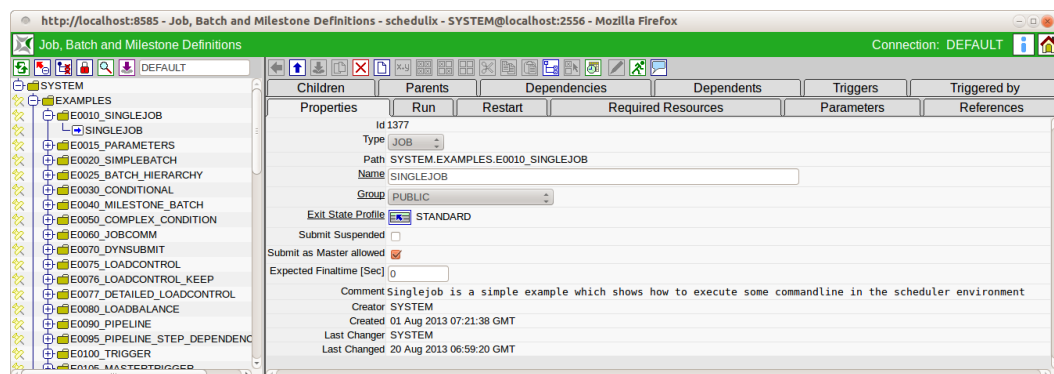 http://localhost:8585 - Job, Batch and Milestone Definitions - schedulix - SYSTEM@localhost:2556 - Mozilla Firefox
Job, Batch and Milestone Definitions
Connection: DEFAULT
DEFAULT
SYSTEM
EXAMPLES
E0010_SINGLEJOB
SINGLEJOB
E0015_PARAMETERS
E0020_SIMPLEBATCH
E0025_BATCH_HIERARCHY
E0030_CONDITIONAL
E0040_MILESTONE_BATCH
E0050_COMPLEX_CONDITION
E0060_JOBCOMM
E0070_DYNSUBMIT
E0075_LOADCONTROL
E0076_LOADCONTROL_KEEP
E0077_DETAILED_LOADCONTROL
E0080_LOADBALANCE
E0090_PIPELINE
E0095_PIPELINE_STEP_DEPENDENC
E0100_TRIGGER
E0105_MASTERTRIGGER
Children Parents Dependencies Dependents Triggers Triggered by
Properties Run Restart Required Resources Parameters References
Id 1377
Type JOB
Path SYSTEM.EXAMPLES.E0010_SINGLEJOB
Name SINGLEJOB
Group PUBLIC
Exit State Profile STANDARD
Submit Suspended
Submit as Master allowed
Expected Finaltime [Sec] 0
Comment Singlejob is a simple example which shows how to execute some commandline in the scheduler environment
Creator SYSTEM
Created 01 Aug 2013 07:21:38 GMT
Last Changer SYSTEM
Last Changed 20 Aug 2013 06:59:20 GMT